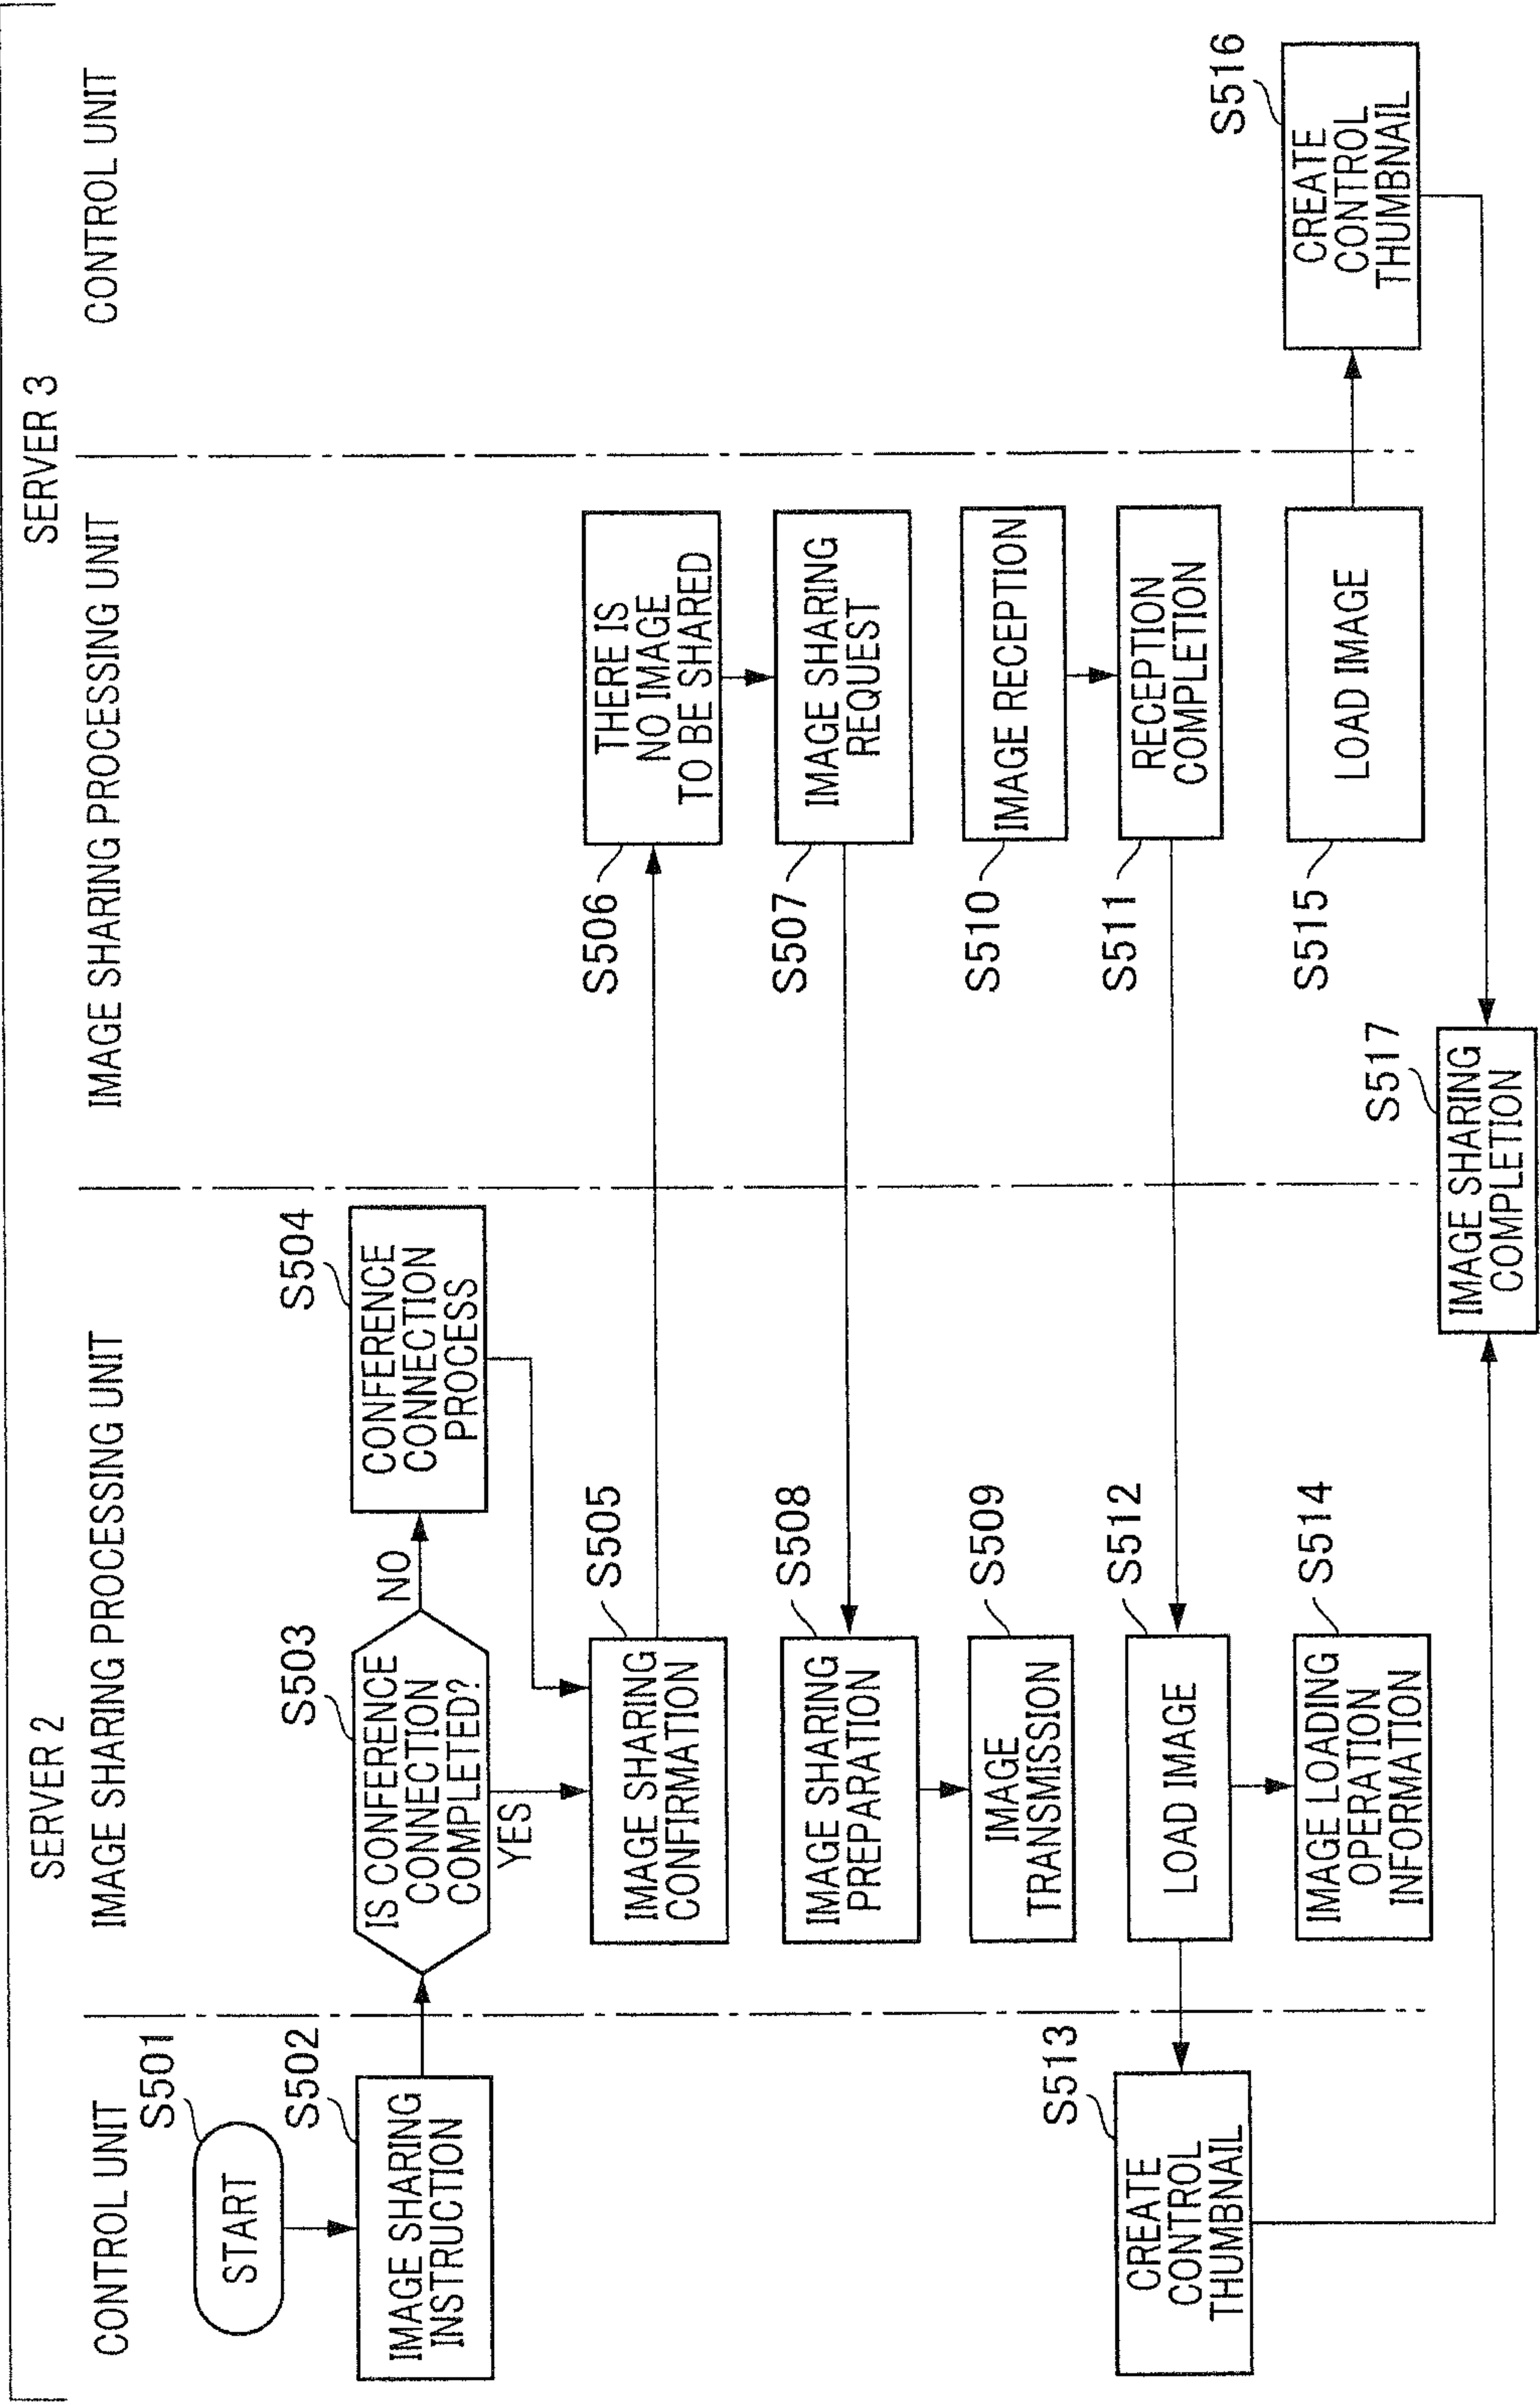 SERVER 2
SERVER 3
CONTROL UNIT
IMAGE SHARING PROCESSING UNIT
IMAGE SHARING PROCESSING UNIT
CONTROL UNIT
S501
START
S502
IMAGE SHARING
INSTRUCTION
S503
IS CONFERENCE
CONNECTION
COMPLETED?
NO
YES
S504
CONFERENCE
CONNECTION
PROCESS
S505
IMAGE SHARING
CONFIRMATION
S506
THERE IS
NO IMAGE
TO BE SHARED
S507
IMAGE SHARING
REQUEST
S508
IMAGE SHARING
PREPARATION
S509
IMAGE
TRANSMISSION
S510
IMAGE RECEPTION
S511
RECEPTION
COMPLETION
S512
LOAD IMAGE
S513
CREATE
CONTROL
THUMBNAIL
S514
IMAGE LOADING
OPERATION
INFORMATION
S515
LOAD IMAGE
S516
CREATE
CONTROL
THUMBNAIL
S517
IMAGE SHARING
COMPLETION